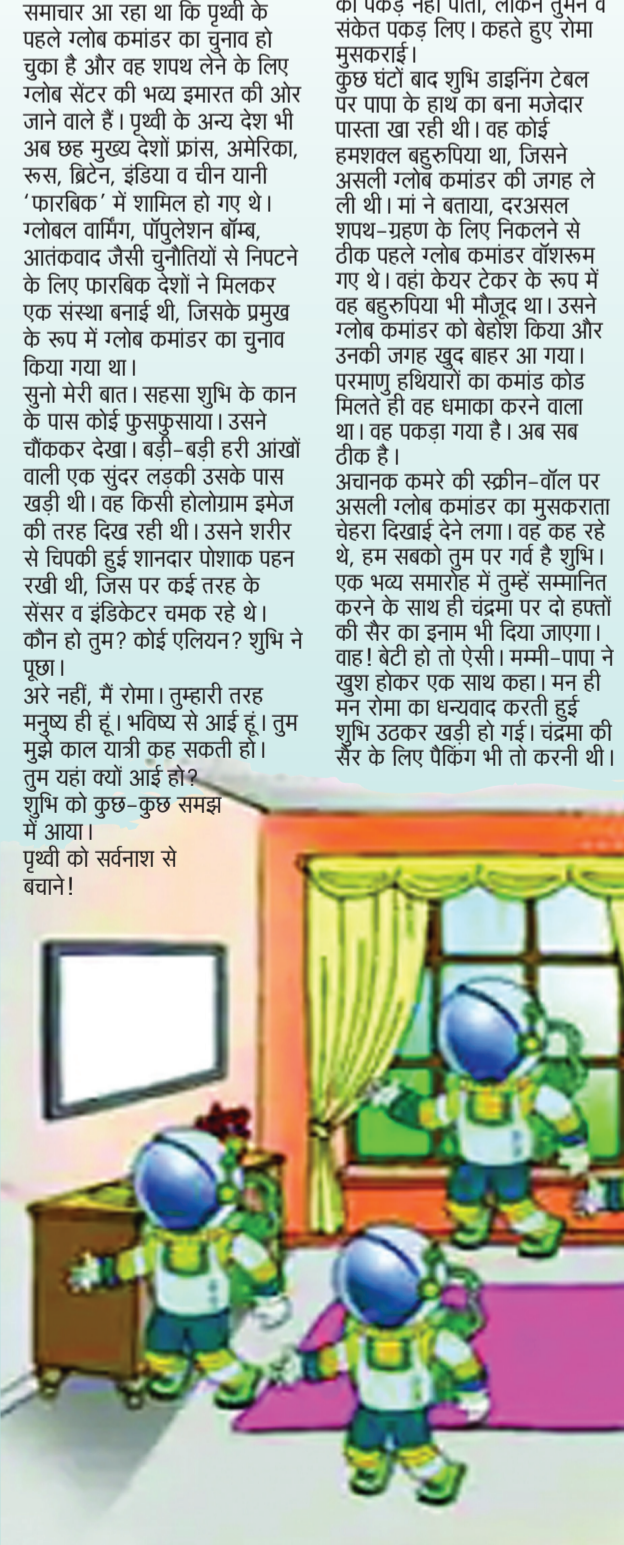 समाचार आ रहा था कि पृथ्वी के
पहले ग्लोब कमांडर का चुनाव हो
चुका है और वह शपथ लेने के लिए
ग्लोब सेंटर की भव्य इमारत की ओर
जाने वाले हैं। पृथ्वी के अन्य देश भी
अब छह मुख्य देशों फ्रांस, अमेरिका,
रूस, ब्रिटेन, इंडिया व चीन यानी
‘फारबिक’ में शामिल हो गए थे।
ग्लोबल वार्मिंग, पॉपुलेशन बॉम्ब,
आतंकवाद जैसी चुनौतियों से निपटने
के लिए फारबिक देशों ने मिलकर
एक संस्था बनाई थी, जिसके प्रमुख
के रूप में ग्लोब कमांडर का चुनाव
किया गया था।
सुनो मेरी बात। सहसा शुभि के कान
के पास कोई फुसफुसाया। उसने
चौंककर देखा। बड़ी-बड़ी हरी आंखों
वाली एक सुंदर लड़की उसके पास
खड़ी थी। वह किसी होलोग्राम इमेज
की तरह दिख रही थी। उसने शरीर
से चिपकी हुई शानदार पोशाक पहन
रखी थी, जिस पर कई तरह के
सेंसर व इंडिकेटर चमक रहे थे।
कौन हो तुम? कोई एलियन? शुभि ने
पूछा।
अरे नहीं, मैं रोमा। तुम्हारी तरह
मनुष्य ही हूं। भविष्य से आई हूं। तुम
मुझे काल यात्री कह सकती हो।
तुम यहां क्यों आई हो?
शुभि को कुछ-कुछ समझ
में आया।
पृथ्वी को सर्वनाश से
बचाने!
को पकड़ नहीं पाती, लेकिन तुमने वे
संकेत पकड़ लिए। कहते हुए रोमा
मुसकराई।
कुछ घंटों बाद शुभि डाइनिंग टेबल
पर पापा के हाथ का बना मजेदार
पास्ता खा रही थी। वह कोई
हमशक्ल बहुरुपिया था, जिसने
असली ग्लोब कमांडर की जगह ले
ली थी। मां ने बताया, दरअसल
शपथ-ग्रहण के लिए निकलने से
ठीक पहले ग्लोब कमांडर वॉशरूम
गए थे। वहां केयर टेकर के रूप में
वह बहुरुपिया भी मौजूद था। उसने
ग्लोब कमांडर को बेहोश किया और
उनकी जगह खुद बाहर आ गया।
परमाणु हथियारों का कमांड कोड
मिलते ही वह धमाका करने वाला
था। वह पकड़ा गया है। अब सब
ठीक है।
अचानक कमरे की स्क्रीन-वॉल पर
असली ग्लोब कमांडर का मुसकराता
चेहरा दिखाई देने लगा। वह कह रहे
थे, हम सबको तुम पर गर्व है शुभि।
एक भव्य समारोह में तुम्हें सम्मानित
करने के साथ ही चंद्रमा पर दो हफ्तों
की सैर का इनाम भी दिया जाएगा।
वाह! बेटी हो तो ऐसी। मम्मी-पापा ने
खुश होकर एक साथ कहा। मन ही
मन रोमा का धन्यवाद करती हुई
शुभि उठकर खड़ी हो गई। चंद्रमा की
सैर के लिए पैकिंग भी तो करनी थी।